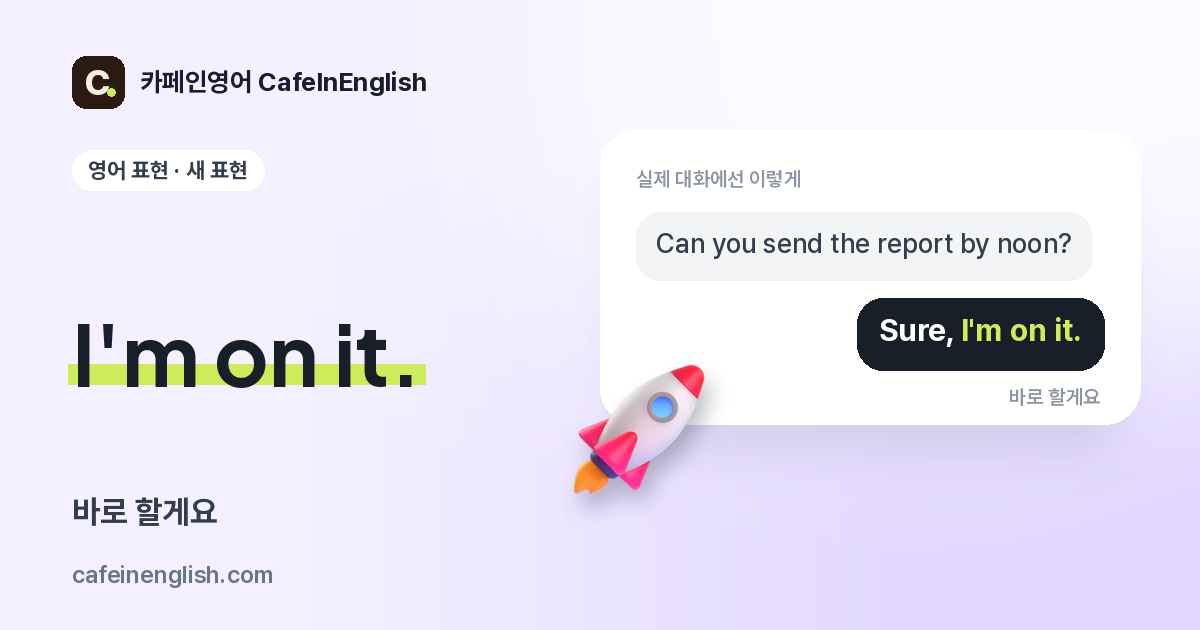 C
카페인영어 CafeInEnglish
영어 표현 · 새 표현
I'm on it.
바로 할게요
cafeinenglish.com
실제 대화에선 이렇게
Can you send the report by noon?
Sure, I'm on it.
바로 할게요